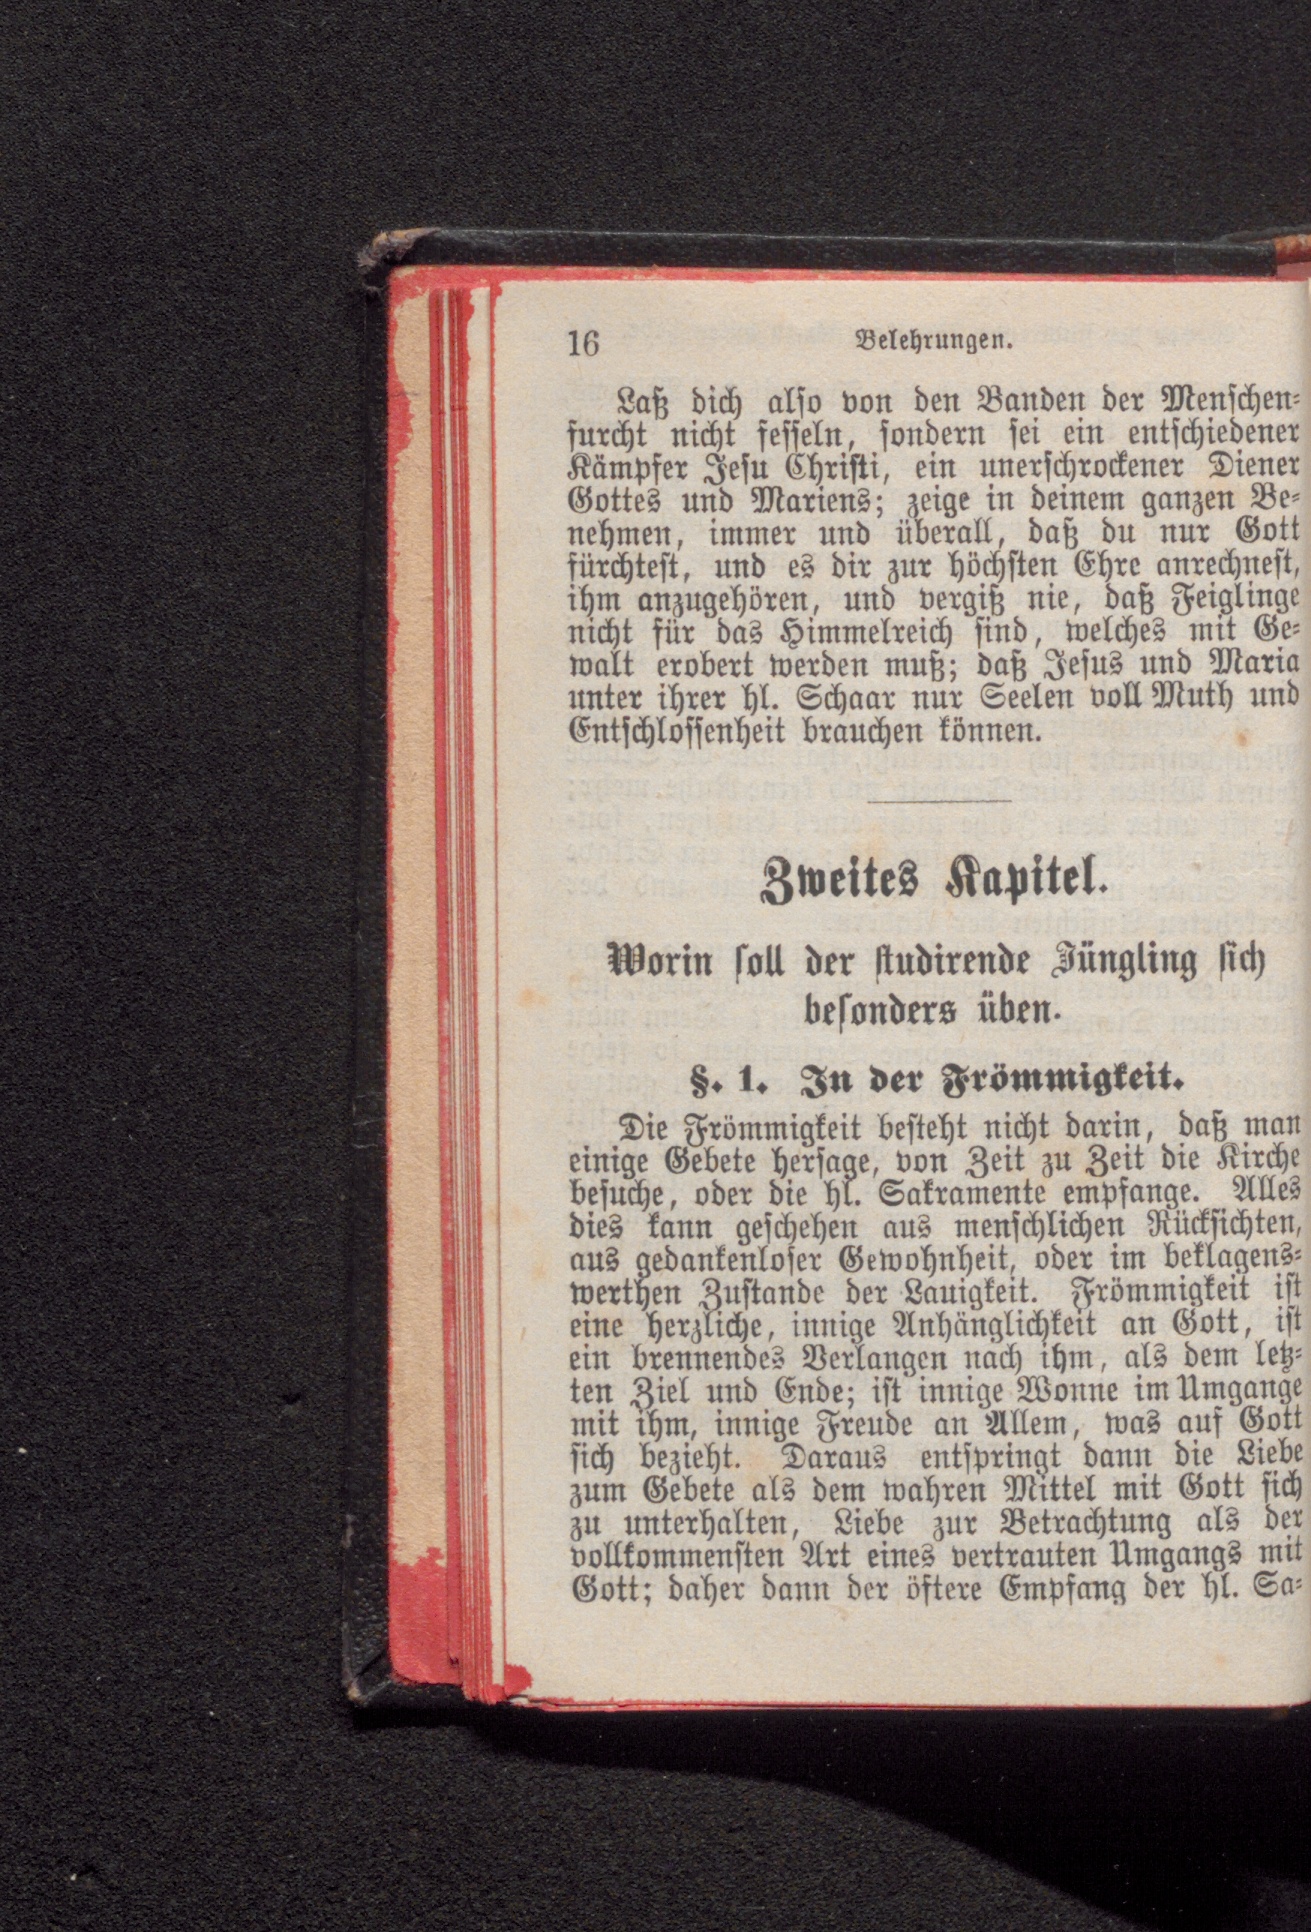 16 Belehrungen.
Laß dich also von den Banden der Menschen-
furcht nicht fesseln, sondern sei ein entschiedener
Kämpfer Jesu Christi, ein unerschrockener Diener
Gottes und Mariens; zeige in deinem ganzen Be-
nehmen, immer und überall, daß du nur Gott
fürchtest, und es dir zur höchsten Ehre anrechnest,
ihm anzugehören, und vergiß nie, daß Feiglinge
nicht für das Himmelreich sind, welches mit Ge-
walt erobert werden muß; daß Jesus und Maria
unter ihrer hl. Schaar nur Seelen voll Muth und
Entschlossenheit brauchen können.
Zweites Kapitel.
Worin soll der studirende Jüngling sich
besonders üben.
§. 1. In der Frömmigkeit.
Die Frömmigkeit besteht nicht darin, daß man
einige Gebete hersage, von Zeit zu Zeit die Kirche
besuche, oder die hl. Sakramente empfange. Alles
dies kann geschehen aus menschlichen Rücksichten,
aus gedankenloser Gewohnheit, oder im beklagens-
werthen Zustande der Lauigkeit. Frömmigkeit ist
eine herzliche, innige Anhänglichkeit an Gott, ist
ein brennendes Verlangen nach ihm, als dem letz-
ten Ziel und Ende; ist innige Wonne im Umgange
mit ihm, innige Freude an Allem, was auf Gott
sich bezieht. Daraus entspringt dann die Liebe
zum Gebete als dem wahren Mittel mit Gott sich
zu unterhalten, Liebe zur Betrachtung als der
vollkommensten Art eines vertrauten Umgangs mit
Gott; daher dann der öftere Empfang der hl. Sa-